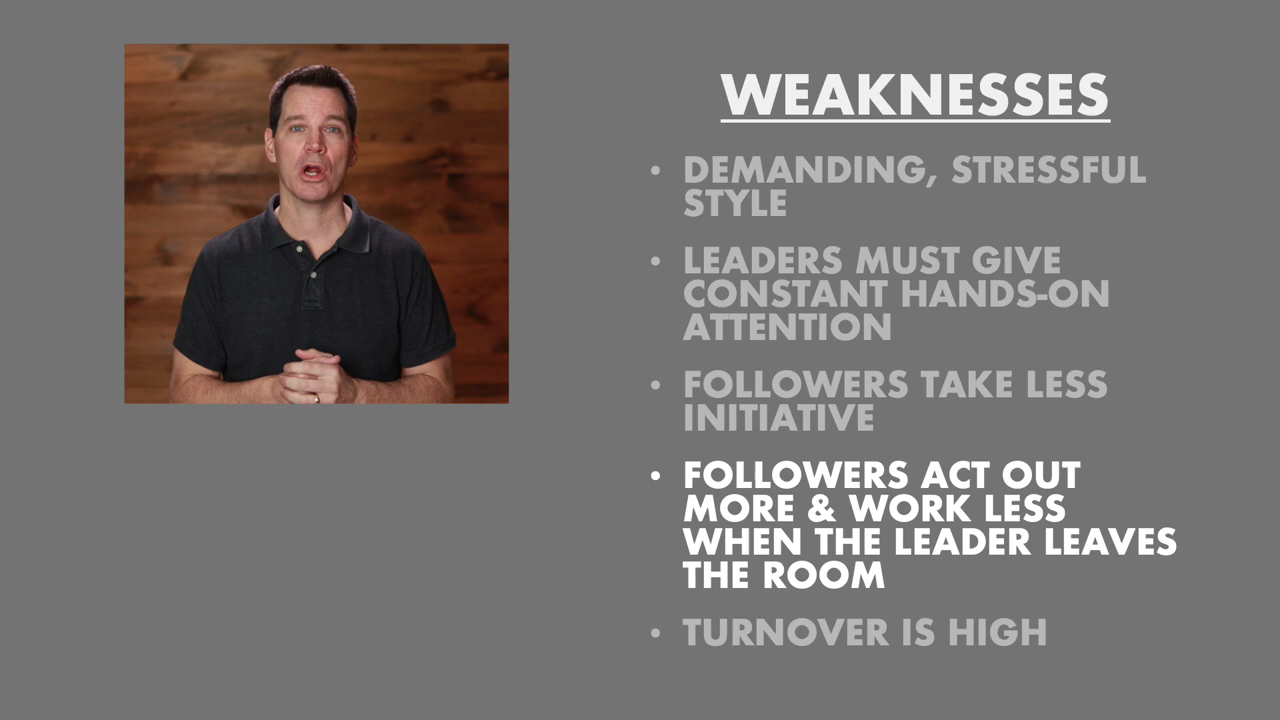 WEAKNESSES
• DEMANDING, STRESSFUL
STYLE
• LEADERS MUST GIVE
CONSTANT HANDS-ON
ATTENTION
• FOLLOWERS TAKE LESS
INITIATIVE
• FOLLOWERS ACT OUT
MORE & WORK LESS
WHEN THE LEADER LEAVES
THE ROOM
• TURNOVER IS HIGH